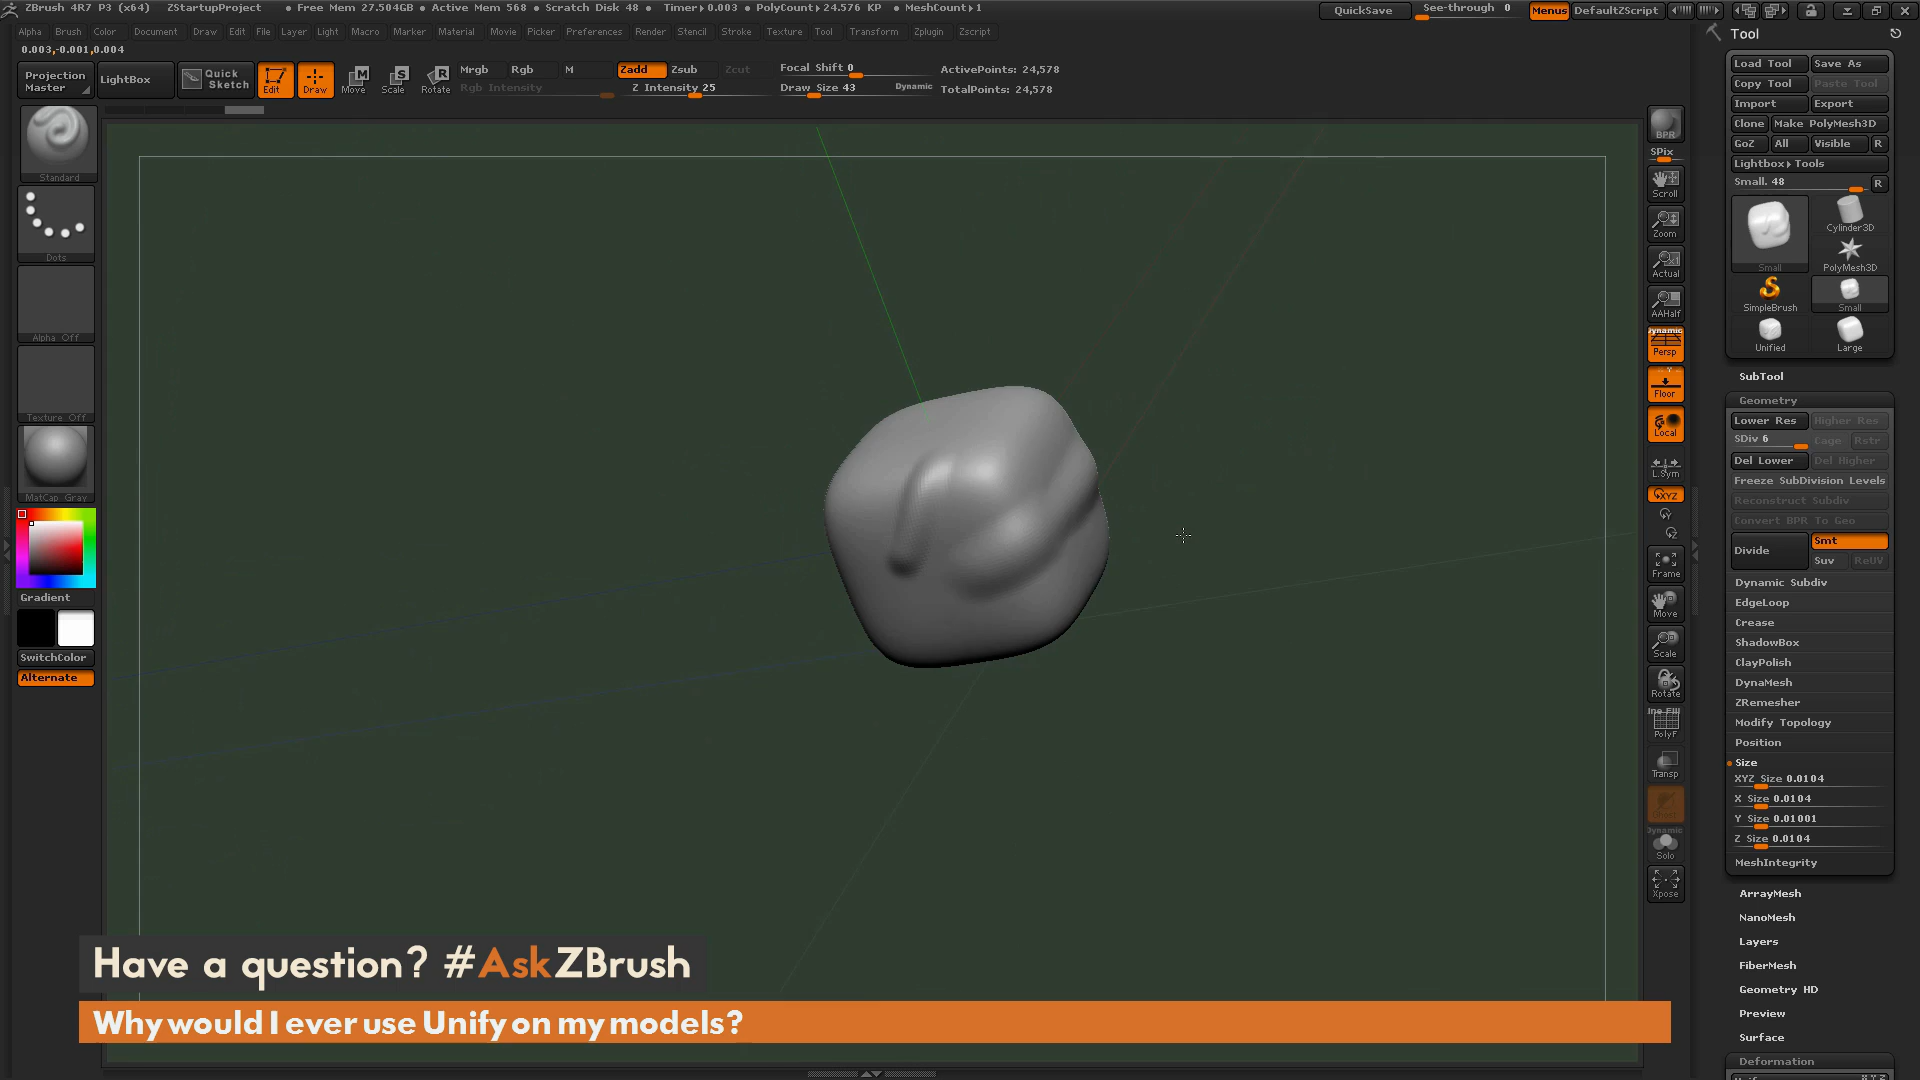 ZBrush 4R7 P3 (x64) ZStartupProject • Free Mem 27.504GB • Active Mem 568 • Scratch Disk 48 • Timer▸0.003 • PolyCount▸24.576 KP • MeshCount▸1 QuickSave See-through 0 Menus DefaultZScript
Alpha Brush Color Document Draw Edit File Layer Light Macro Marker Material Movie Picker Preferences Render Stencil Stroke Texture Tool Transform Zplugin Zscript
0.003,-0.001,0.004
Projection Master
LightBox
Quick Sketch
Edit
Draw
Move
Scale
Rotate
Mrgb Rgb M
Rgb Intensity
Zadd Zsub Zcut
Z Intensity 25
Focal Shift 0
Draw Size 43 Dynamic
ActivePoints: 24,578
TotalPoints: 24,578
Standard
Dots
Alpha Off
Texture Off
MatCap Gray
Gradient
SwitchColor
Alternate
BPR
SPix
Scroll
Zoom
Actual
AAHalf
Dynamic
Persp
Floor
Local
L.Sym
XYZ
Frame
Move
Scale
Rotate
PolyF
Transp
Dynamic
Solo
Xpose
Tool
Load Tool Save As
Copy Tool Paste Tool
Import Export
Clone Make PolyMesh3D
GoZ All Visible R
Lightbox▸Tools
Small. 48 R
Small
Cylinder3D
PolyMesh3D
SimpleBrush Small
Unified Large
SubTool
Geometry
Lower Res Higher Res
SDiv 6 Cage Rstr
Del Lower Del Higher
Freeze SubDivision Levels
Reconstruct Subdiv
Convert BPR To Geo
Divide Smt
Suv ReUV
Dynamic Subdiv
EdgeLoop
Crease
ShadowBox
ClayPolish
DynaMesh
ZRemesher
Modify Topology
Position
Size
XYZ Size 0.0104
X Size 0.0104
Y Size 0.01001
Z Size 0.0104
MeshIntegrity
ArrayMesh
NanoMesh
Layers
FiberMesh
Geometry HD
Preview
Surface
Deformation
Have a question? #AskZBrush
Why would I ever use Unify on my models?